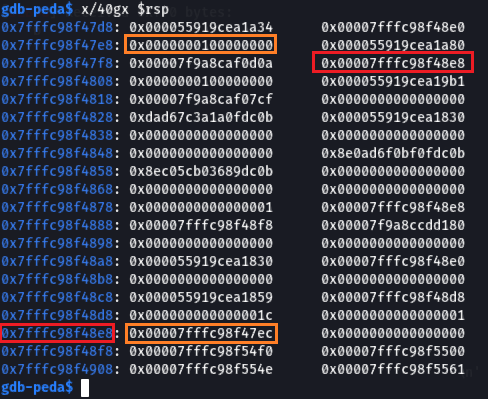 gdb-peda$ x/40gx $rsp
0x7fffc98f47d8: 0x000055919cea1a34 0x00007fffc98f48e0
0x7fffc98f47e8: 0x0000000100000000 0x000055919cea1a80
0x7fffc98f47f8: 0x00007f9a8caf0d0a 0x00007fffc98f48e8
0x7fffc98f4808: 0x0000000100000000 0x000055919cea19b1
0x7fffc98f4818: 0x00007f9a8caf07cf 0x0000000000000000
0x7fffc98f4828: 0xdad67c3a1a0fdc0b 0x000055919cea1830
0x7fffc98f4838: 0x0000000000000000 0x0000000000000000
0x7fffc98f4848: 0x0000000000000000 0x8e0ad6f0bf0fdc0b
0x7fffc98f4858: 0x8ec05cb03689dc0b 0x0000000000000000
0x7fffc98f4868: 0x0000000000000000 0x0000000000000000
0x7fffc98f4878: 0x0000000000000001 0x00007fffc98f48e8
0x7fffc98f4888: 0x00007fffc98f48f8 0x00007f9a8ccdd180
0x7fffc98f4898: 0x0000000000000000 0x0000000000000000
0x7fffc98f48a8: 0x000055919cea1830 0x00007fffc98f48e0
0x7fffc98f48b8: 0x0000000000000000 0x0000000000000000
0x7fffc98f48c8: 0x000055919cea1859 0x00007fffc98f48d8
0x7fffc98f48d8: 0x000000000000001c 0x0000000000000001
0x7fffc98f48e8: 0x00007fffc98f47ec 0x0000000000000000
0x7fffc98f48f8: 0x00007fffc98f54f0 0x00007fffc98f5500
0x7fffc98f4908: 0x00007fffc98f554e 0x00007fffc98f5561
gdb-peda$